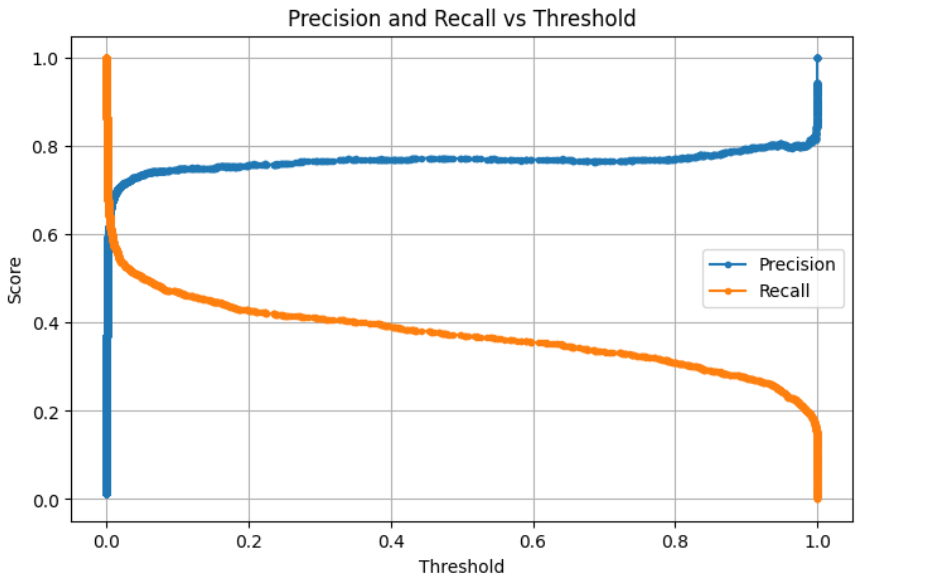 Precision and Recall vs Threshold
Score
1.0
0.8
0.6
0.4
0.2
0.0
Precision
Recall
0.0 0.2 0.4 0.6 0.8 1.0
Threshold